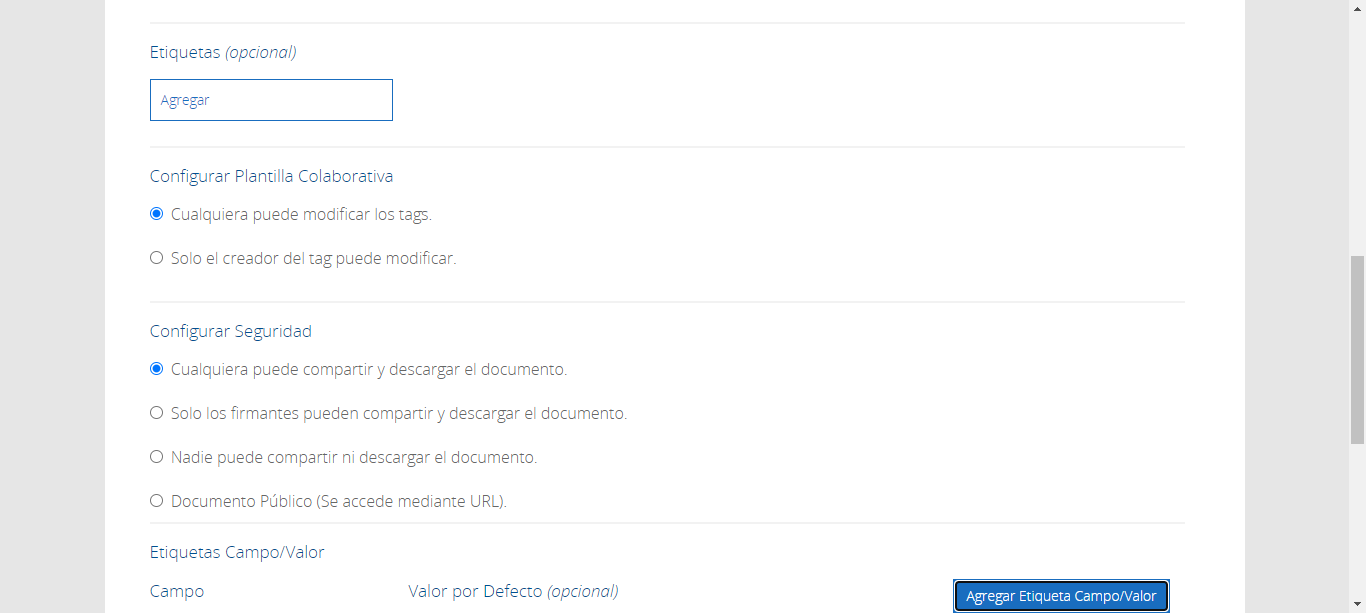 Etiquetas (opcional)
Agregar
Configurar Plantilla Colaborativa
Cualquiera puede modificar los tags.
Solo el creador del tag puede modificar.
Configurar Seguridad
Cualquiera puede compartir y descargar el documento.
Solo los firmantes pueden compartir y descargar el documento.
Nadie puede compartir ni descargar el documento.
Documento Público (Se accede mediante URL).
Etiquetas Campo/Valor
Campo Valor por Defecto (opcional) Agregar Etiqueta Campo/Valor